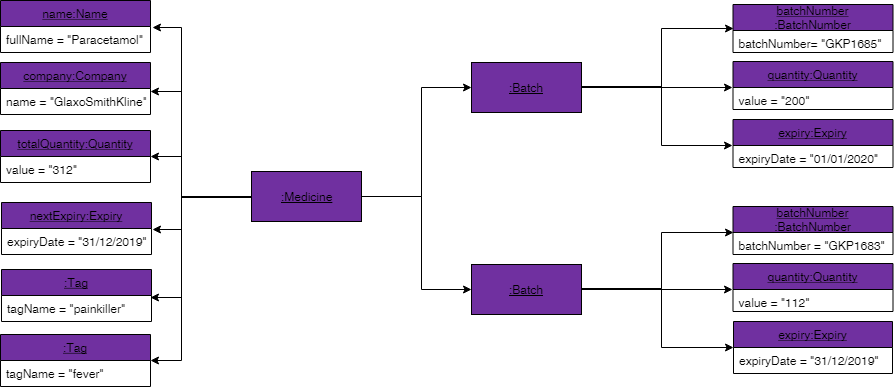 name:Name
fullName = "Paracetamol"
company:Company
name = "GlaxoSmithKline"
totalQuantity:Quantity
value = "312"
nextExpiry:Expiry
expiryDate = "31/12/2019"
:Tag
tagName = "painkiller"
:Tag
tagName = "fever"
:Medicine
:Batch
:Batch
batchNumber
:BatchNumber
batchNumber= "GKP1685"
quantity:Quantity
value = "200"
expiry:Expiry
expiryDate = "01/01/2020"
batchNumber
:BatchNumber
batchNumber = "GKP1683"
quantity:Quantity
value = "112"
expiry:Expiry
expiryDate = "31/12/2019"